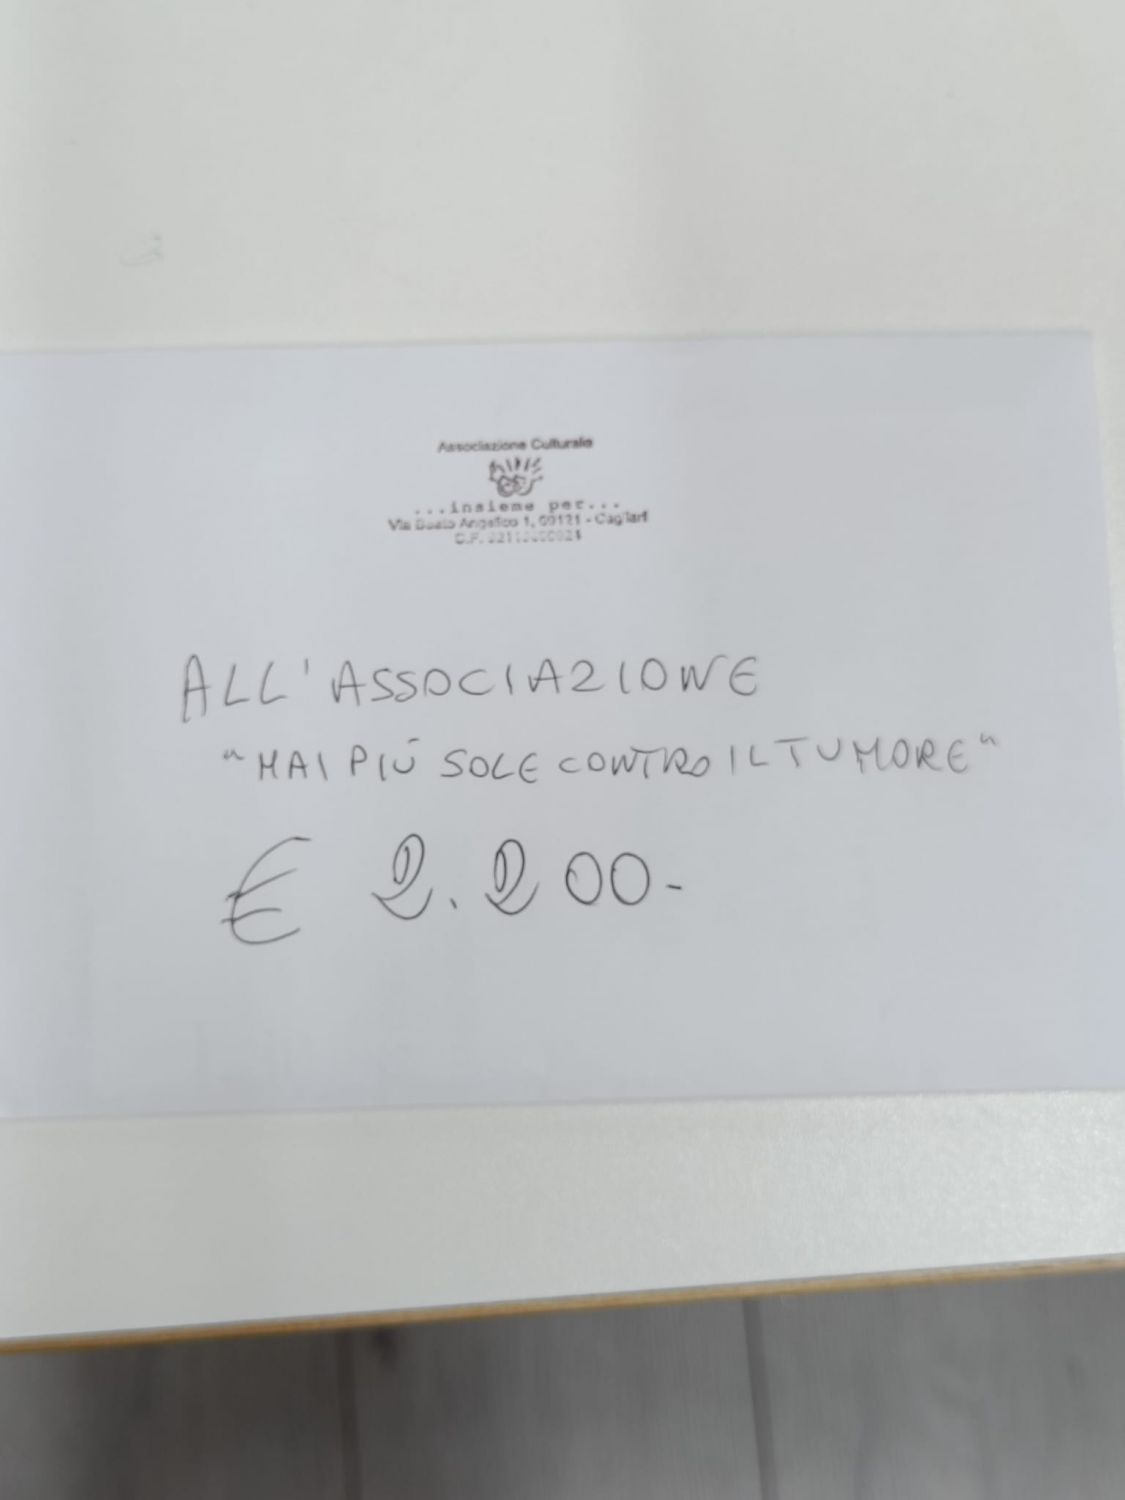 Associazione Culturale
...insieme per...
Via Beato Angelico 1, 09121 - Cagliari
C.F.
ALL'ASSOCIAZIONE
"MAI PIÙ SOLE CONTRO IL TUMORE"
€ 2.200-